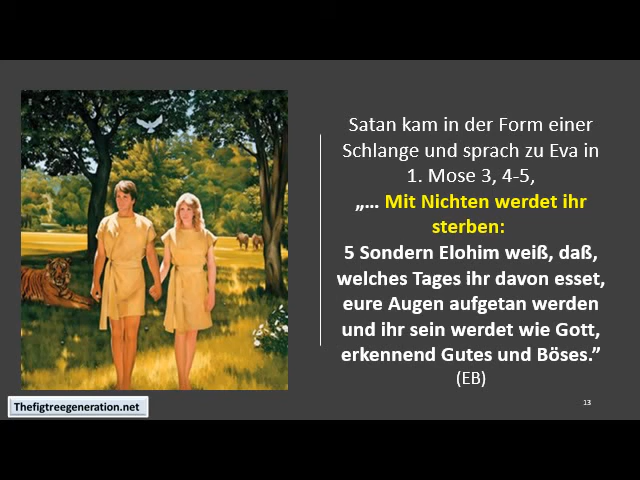 Satan kam in der Form einer
Schlange und sprach zu Eva in
1. Mose 3, 4-5,
„… Mit Nichten werdet ihr
sterben:
5 Sondern Elohim weiß, daß,
welches Tages ihr davon esset,
eure Augen aufgetan werden
und ihr sein werdet wie Gott,
erkennend Gutes und Böses.”
(EB)
Thefigtreegeneration.net
13